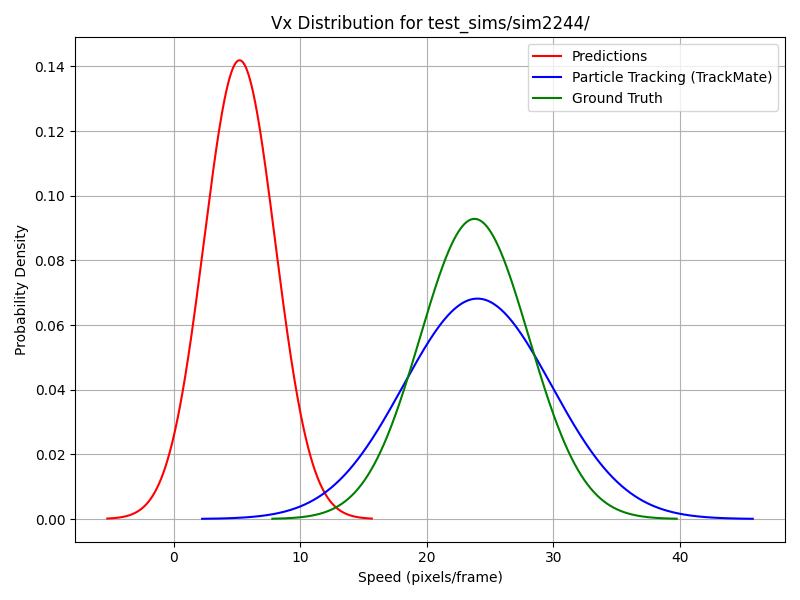 Vx Distribution for test_sims/sim2244/
Predictions
Particle Tracking (TrackMate)
Ground Truth
Probability Density
0.14
0.12
0.10
0.08
0.06
0.04
0.02
0.00
0 10 20 30 40
Speed (pixels/frame)